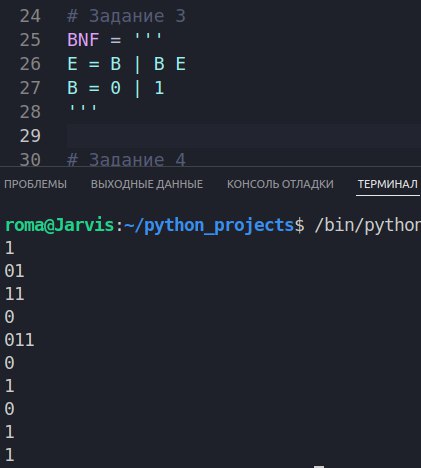 24 # Задание 3
25 BNF = '''
26 E = B | B E
27 B = 0 | 1
28 '''
29
30 # Задание 4
ПРОБЛЕМЫ ВЫХОДНЫЕ ДАННЫЕ КОНСОЛЬ ОТЛАДКИ ТЕРМИНАЛ
roma@Jarvis:~/python_projects$ /bin/python
1
01
11
0
011
0
1
0
1
1